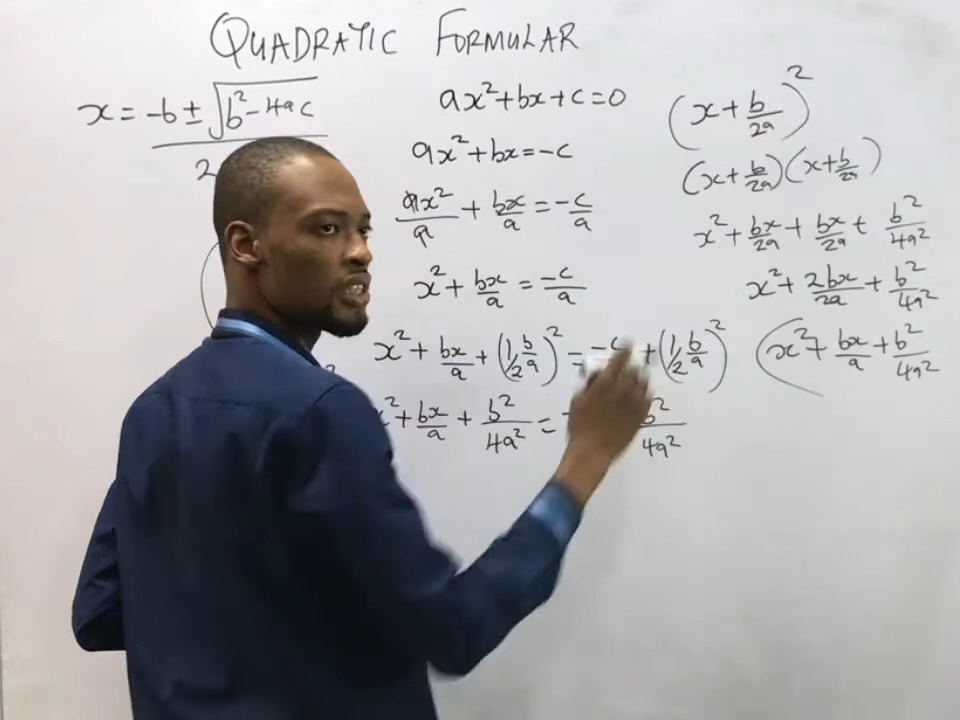 QUADRATIC FORMULAR
x = -b ± √b² - 4ac
2
ax² + bx + c = 0
ax² + bx = -c
ax²/a + bx/a = -c/a
x² + bx/a = -c/a
x² + bx/a + (1/2 b/a)² = -c + (1/2 b/a)²
x² + bx/a + b²/4a² = b²/4a²
(x + b/2a)²
(x + b/2a)(x + b/2a)
x² + bx/2a + bx/2a + b²/4a²
x² + 2bx/2a + b²/4a²
(x² + bx/a + b²/4a²